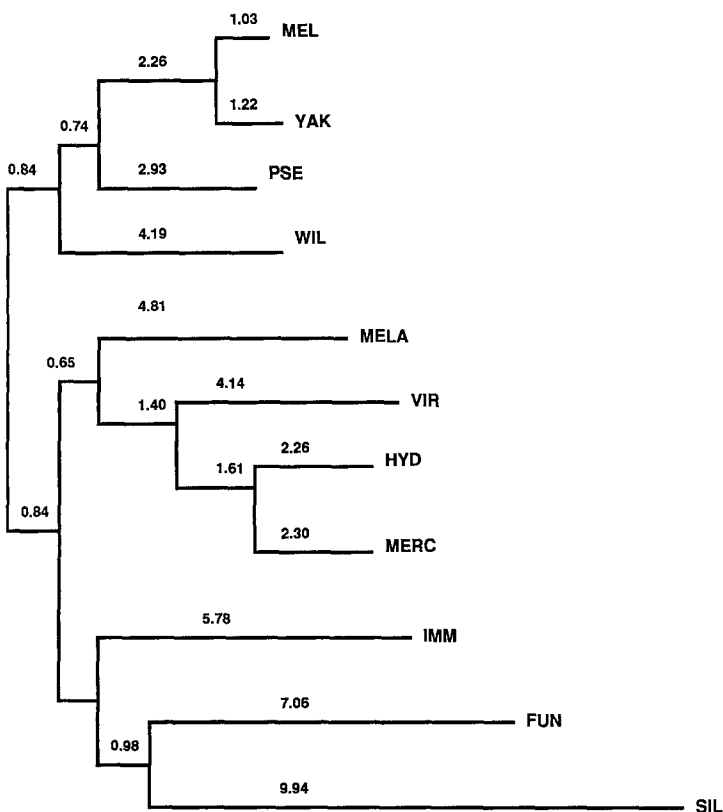 1.03
MEL
2.26
1.22
YAK
0.74
0.84
2.93
PSE
4.19
WIL
4.81
MELA
0.65
4.14
VIR
1.40
2.26
HYD
1.61
2.30
MERC
0.84
5.78
IMM
7.06
FUN
0.98
9.94
SIL